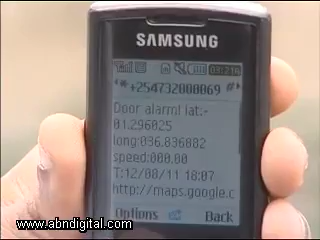 SAMSUNG
+254732000069
Door alarm! lat:-
01.296025
long:036.836882
speed:000.00
T:12/08/11 18:07
http://maps.google.c
Options Back
www.abndigital.com